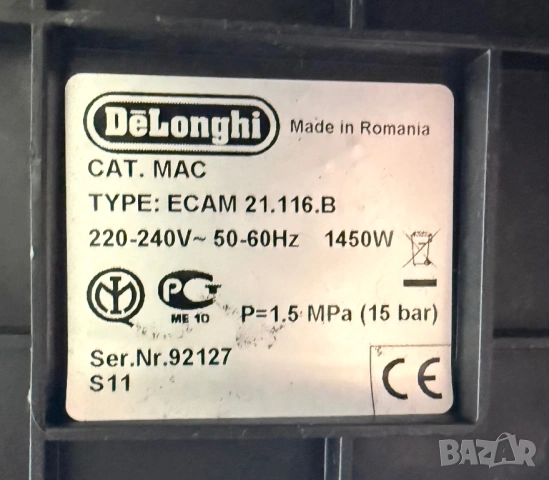 DeLonghi Made in Romania
CAT. MAC
TYPE: ECAM 21.116.B
220-240V~ 50-60Hz 1450W
ME 10 P=1.5 MPa (15 bar)
Ser.Nr.92127
S11
CE
BAZAR